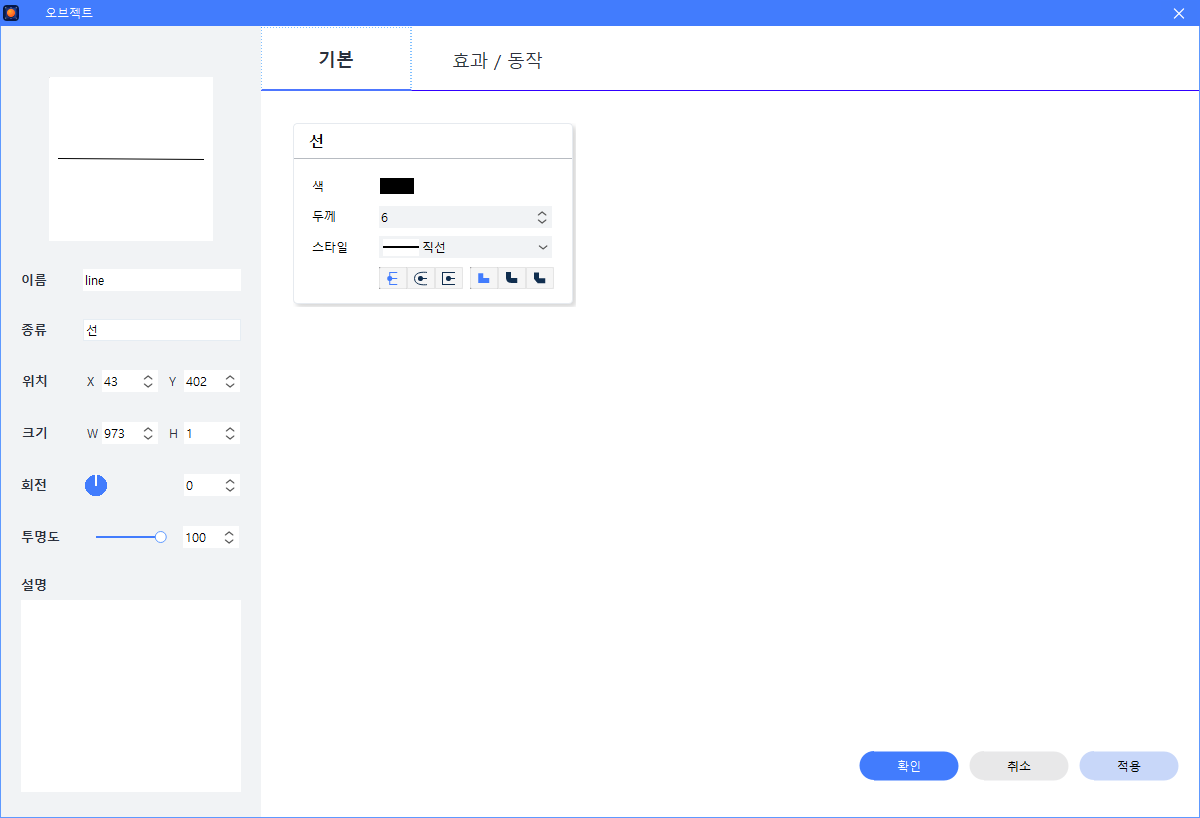 오브젝트
기본
효과 / 동작
선
색
두께
6
스타일
직선
이름
line
종류
선
위치 X 43 Y 402
크기 W 973 H 1
회전 0
투명도 100
설명
확인
취소
적용